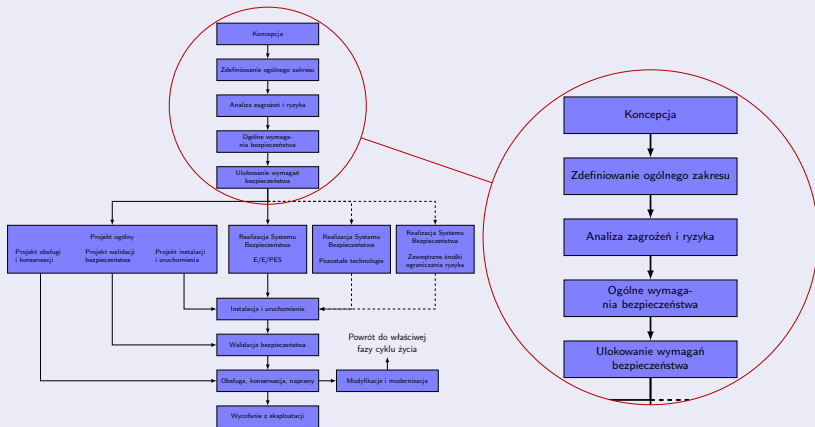 Koncepcja
Zdefiniowanie ogólnego zakresu
Analiza zagrożeń i ryzyka
Ogólne wymaga-
nia bezpieczeństwa
Ulokowanie wymagań
bezpieczeństwa
Projekt ogólny
Projekt obsługi
i konserwacji
Projekt walidacji
bezpieczeństwa
Projekt instalacji
i uruchomienia
Realizacja Systemu
Bezpieczeństwa
E/E/PES
Realizacja Systemu
Bezpieczeństwa
Pozostałe technologie
Realizacja Systemu
Bezpieczeństwa
Zewnętrzne środki
ograniczania ryzyka
Instalacja i uruchomienie
Walidacja bezpieczeństwa
Powrót do właściwej
fazy cyklu życia
Obsługa, konserwacja, naprawy
Modyfikacje i modernizacja
Wycofanie z eksploatacji
Koncepcja
Zdefiniowanie ogólnego zakresu
Analiza zagrożeń i ryzyka
Ogólne wymaga-
nia bezpieczeństwa
Ulokowanie wymagań
bezpieczeństwa